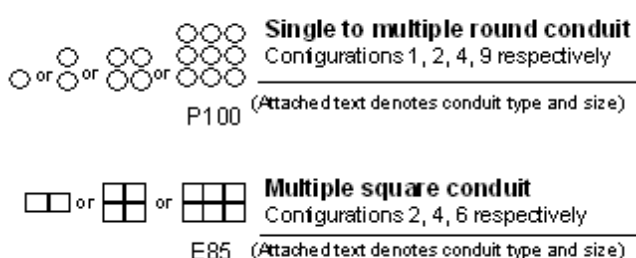 Single to multiple round conduit
or or or Configurations 1, 2, 4, 9 respectively
P100 (Attached text denotes conduit type and size)
Multiple square conduit
or or Configurations 2, 4, 6 respectively
E85 (Attached text denotes conduit type and size)